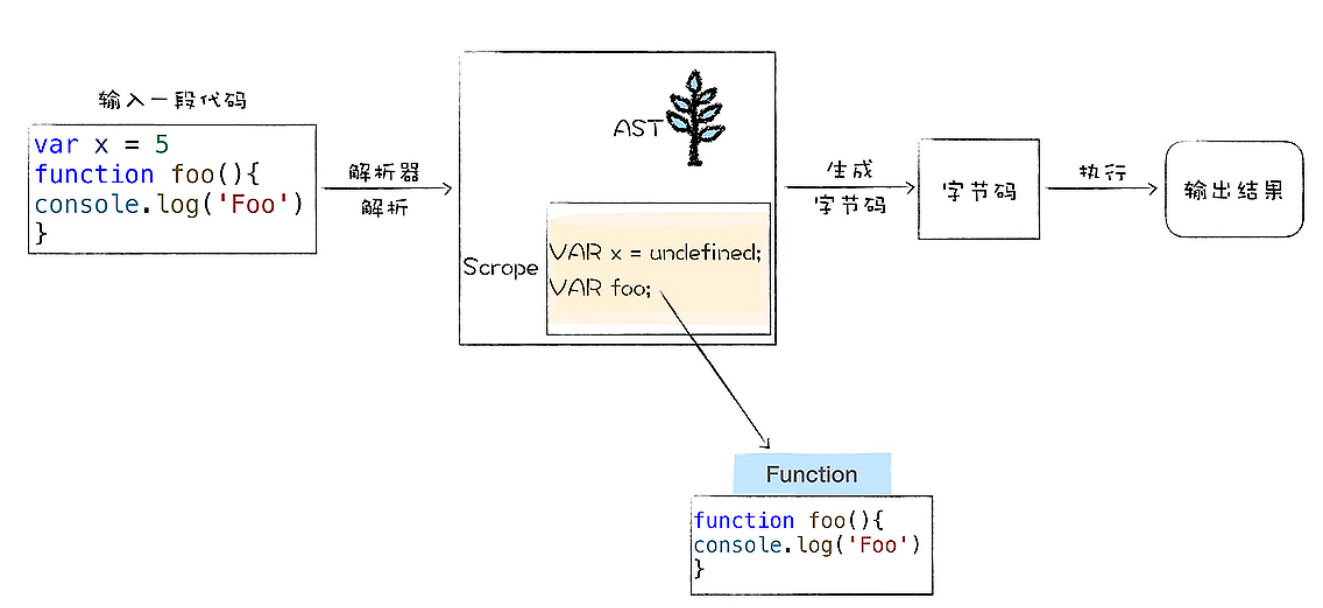 输入一段代码
var x = 5
function foo(){
console.log('Foo')
}
解析器
解析
AST
Scrope
VAR x = undefined;
VAR foo;
生成
字节码
字节码
执行
输出结果
Function
function foo(){
console.log('Foo')
}